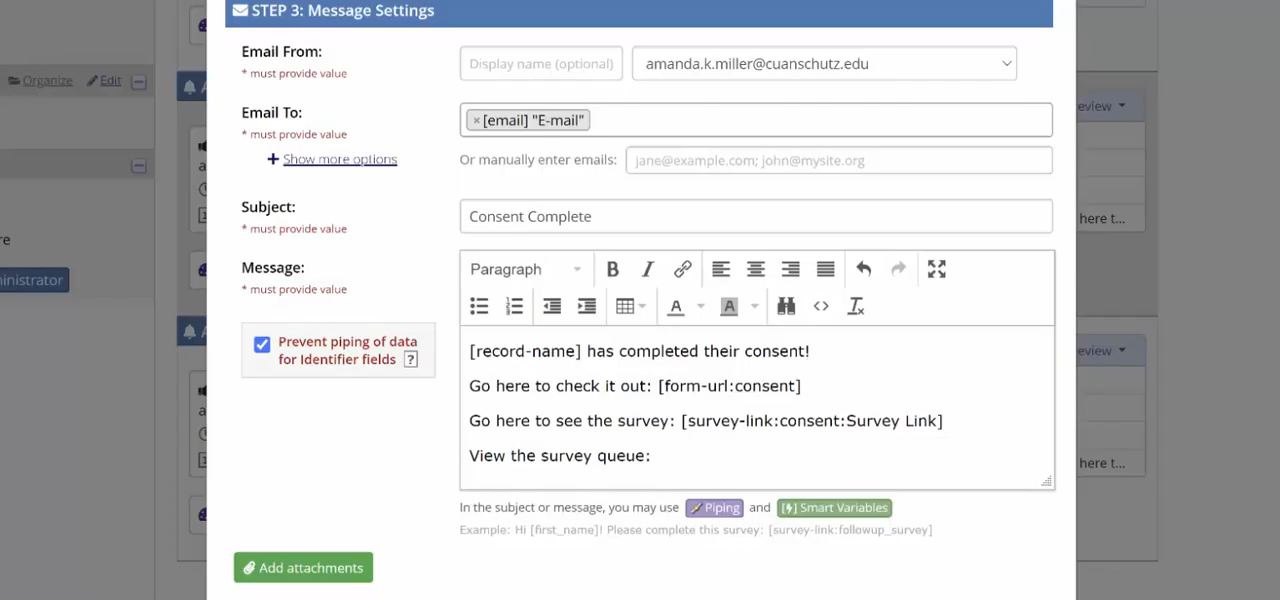 STEP 3: Message Settings
Email From:
* must provide value
Display name (optional)
amanda.k.miller@cuanschutz.edu
Email To:
* must provide value
×[email] "E-mail"
+ Show more options
Or manually enter emails:
jane@example.com; john@mysite.org
Subject:
* must provide value
Consent Complete
Message:
* must provide value
Paragraph
B I
A A
Prevent piping of data
for Identifier fields ?
[record-name] has completed their consent!
Go here to check it out: [form-url:consent]
Go here to see the survey: [survey-link:consent:Survey Link]
View the survey queue:
In the subject or message, you may use Piping and Smart Variables
Example: Hi [first_name]! Please complete this survey: [survey-link:followup_survey]
Add attachments
Organize Edit
here t...
here t...